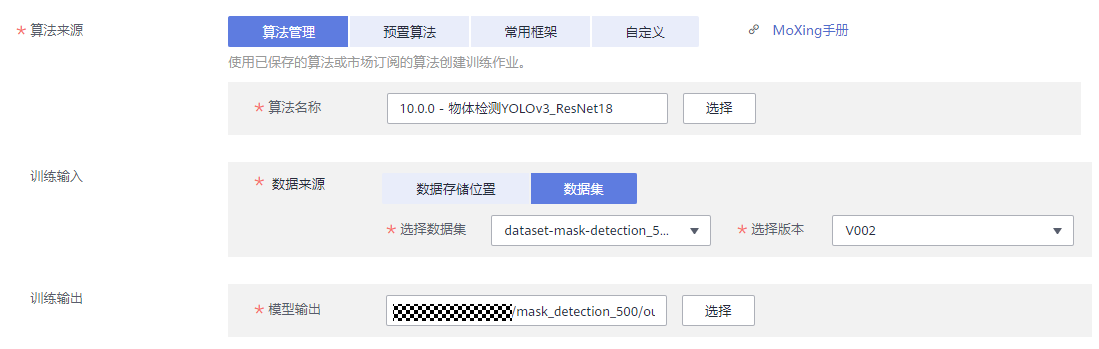 * 算法来源 算法管理 预置算法 常用框架 自定义 MoXing手册
使用已保存的算法或市场订阅的算法创建训练作业。
* 算法名称 10.0.0 - 物体检测YOLOv3_ResNet18 选择
训练输入 * 数据来源 数据存储位置 数据集
* 选择数据集 dataset-mask-detection_5... * 选择版本 V002
训练输出 * 模型输出 /mask_detection_500/ou 选择